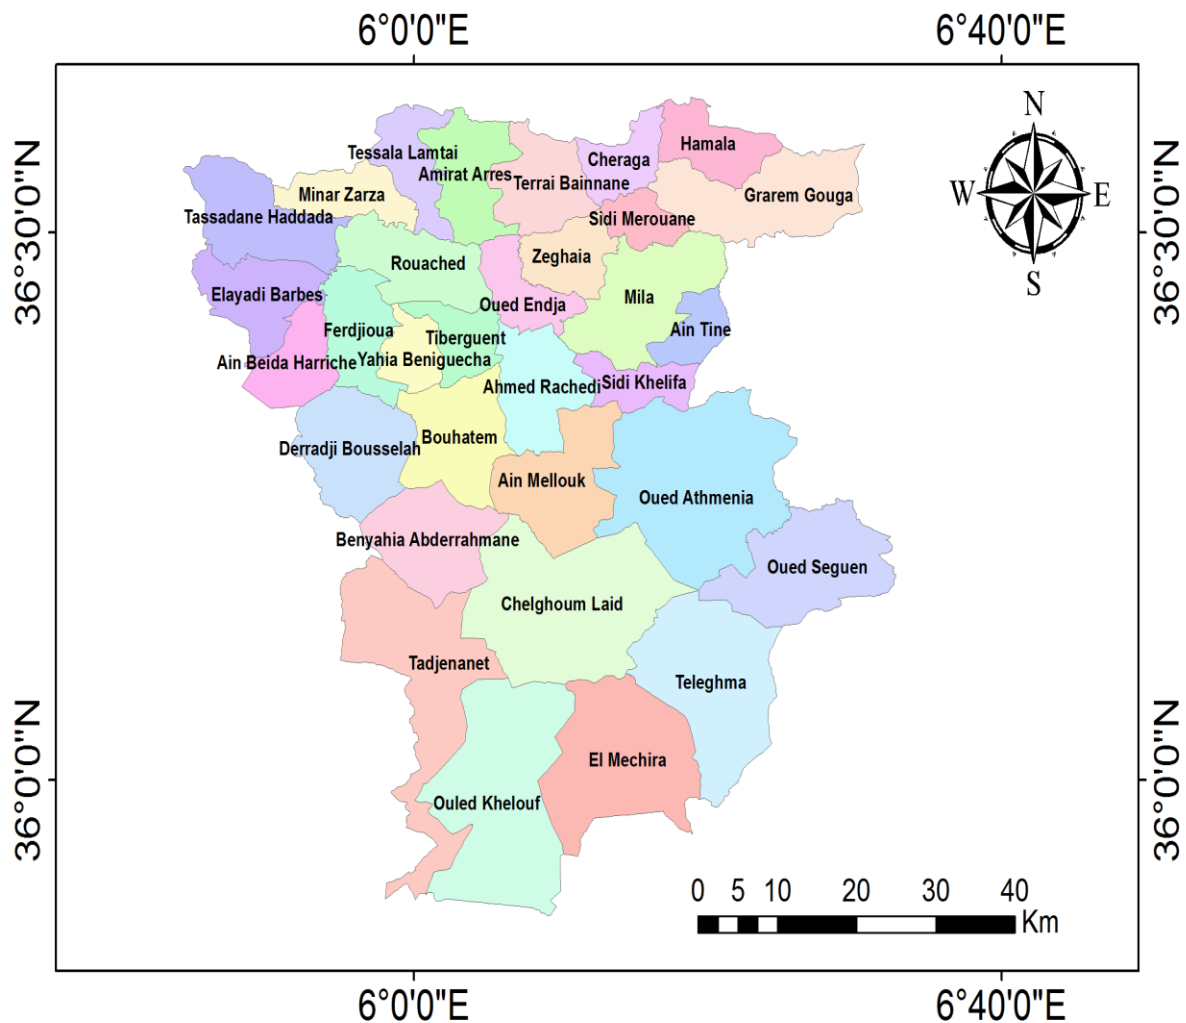 6°0'0"E
6°40'0"E
N
W
E
S
36°30'0"N
36°30'0"N
36°0'0"N
36°0'0"N
Tessala Lamtai
Amirat Arres
Terrai Bainnane
Cheraga
Hamala
Grarem Gouga
Minar Zarza
Tassadane Haddada
Sidi Merouane
Rouached
Zeghaia
Elayadi Barbes
Oued Endja
Mila
Ferdjioua
Tiberguent
Ain Tine
Ain Beida Harriche
Yahia Beniguecha
Ahmed Rachedi
Sidi Khelifa
Derradji Bousselah
Bouhatem
Ain Mellouk
Oued Athmenia
Benyahia Abderrahmane
Oued Seguen
Chelghoum Laid
Tadjenanet
Teleghma
El Mechira
Ouled Khelouf
0 5 10 20 30 40
Km
6°0'0"E
6°40'0"E